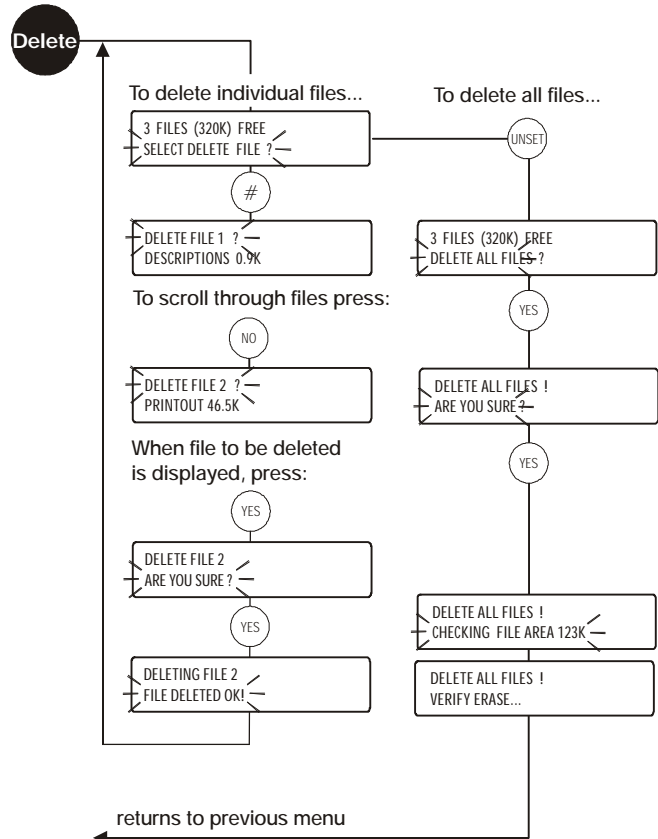 Delete
To delete individual files...
3 FILES (320K) FREE
SELECT DELETE FILE ?
#
DELETE FILE 1 ?
DESCRIPTIONS 0.9K
To scroll through files press:
NO
DELETE FILE 2 ?
PRINTOUT 46.5K
When file to be deleted
is displayed, press:
YES
DELETE FILE 2
ARE YOU SURE ?
YES
DELETING FILE 2
FILE DELETED OK!
To delete all files...
UNSET
3 FILES (320K) FREE
DELETE ALL FILES ?
YES
DELETE ALL FILES !
ARE YOU SURE ?
YES
DELETE ALL FILES !
CHECKING FILE AREA 123K
DELETE ALL FILES !
VERIFY ERASE...
returns to previous menu